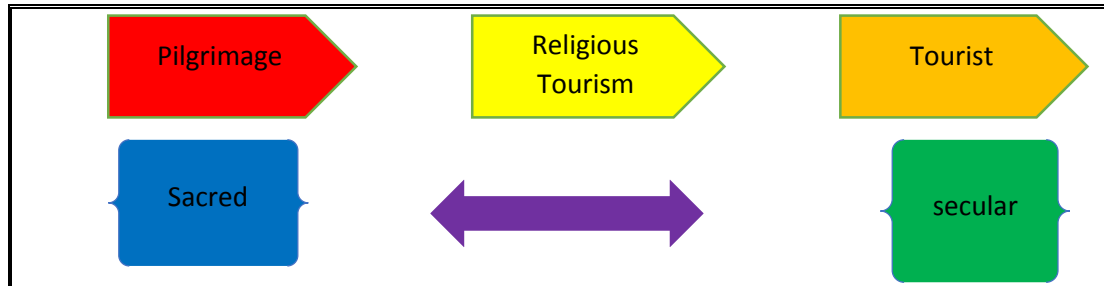 Pilgrimage
Religious
Tourism
Tourist
Sacred
secular